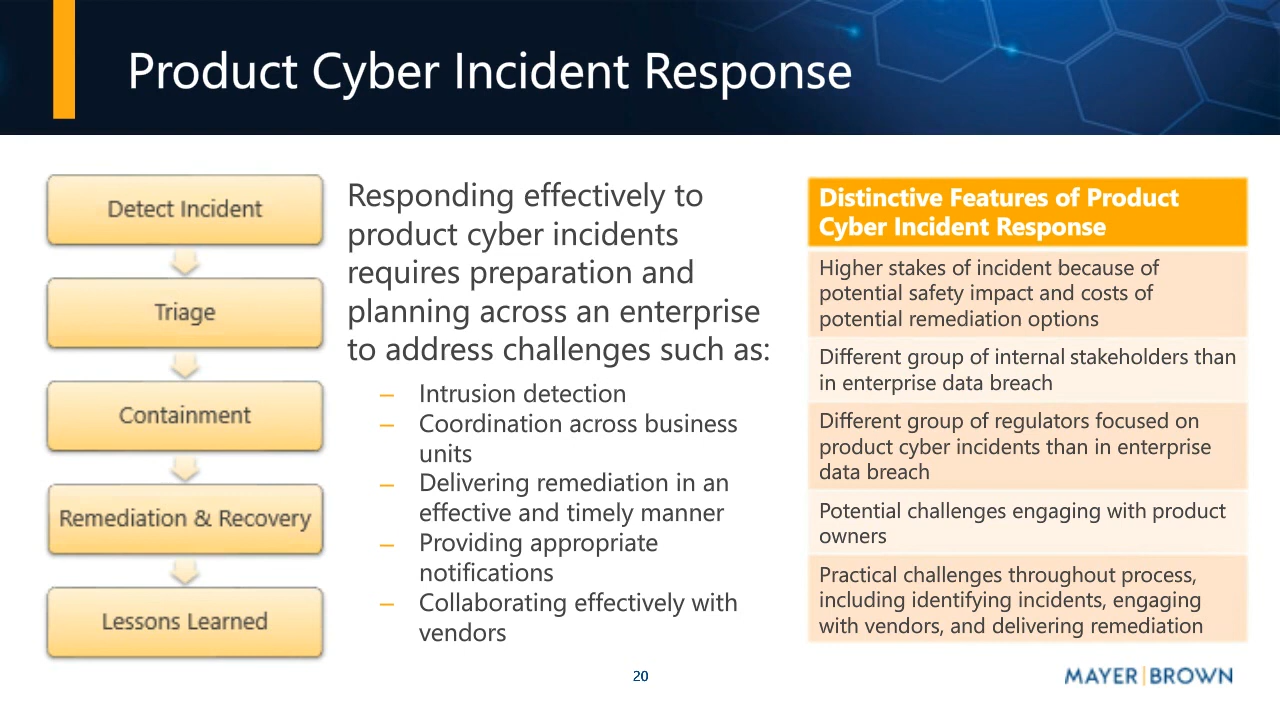 Product Cyber Incident Response
Detect Incident
Triage
Containment
Remediation & Recovery
Lessons Learned
Responding effectively to
product cyber incidents
requires preparation and
planning across an enterprise
to address challenges such as:
– Intrusion detection
– Coordination across business
units
– Delivering remediation in an
effective and timely manner
– Providing appropriate
notifications
– Collaborating effectively with
vendors
Distinctive Features of Product
Cyber Incident Response
Higher stakes of incident because of
potential safety impact and costs of
potential remediation options
Different group of internal stakeholders than
in enterprise data breach
Different group of regulators focused on
product cyber incidents than in enterprise
data breach
Potential challenges engaging with product
owners
Practical challenges throughout process,
including identifying incidents, engaging
with vendors, and delivering remediation
20
MAYER|BROWN